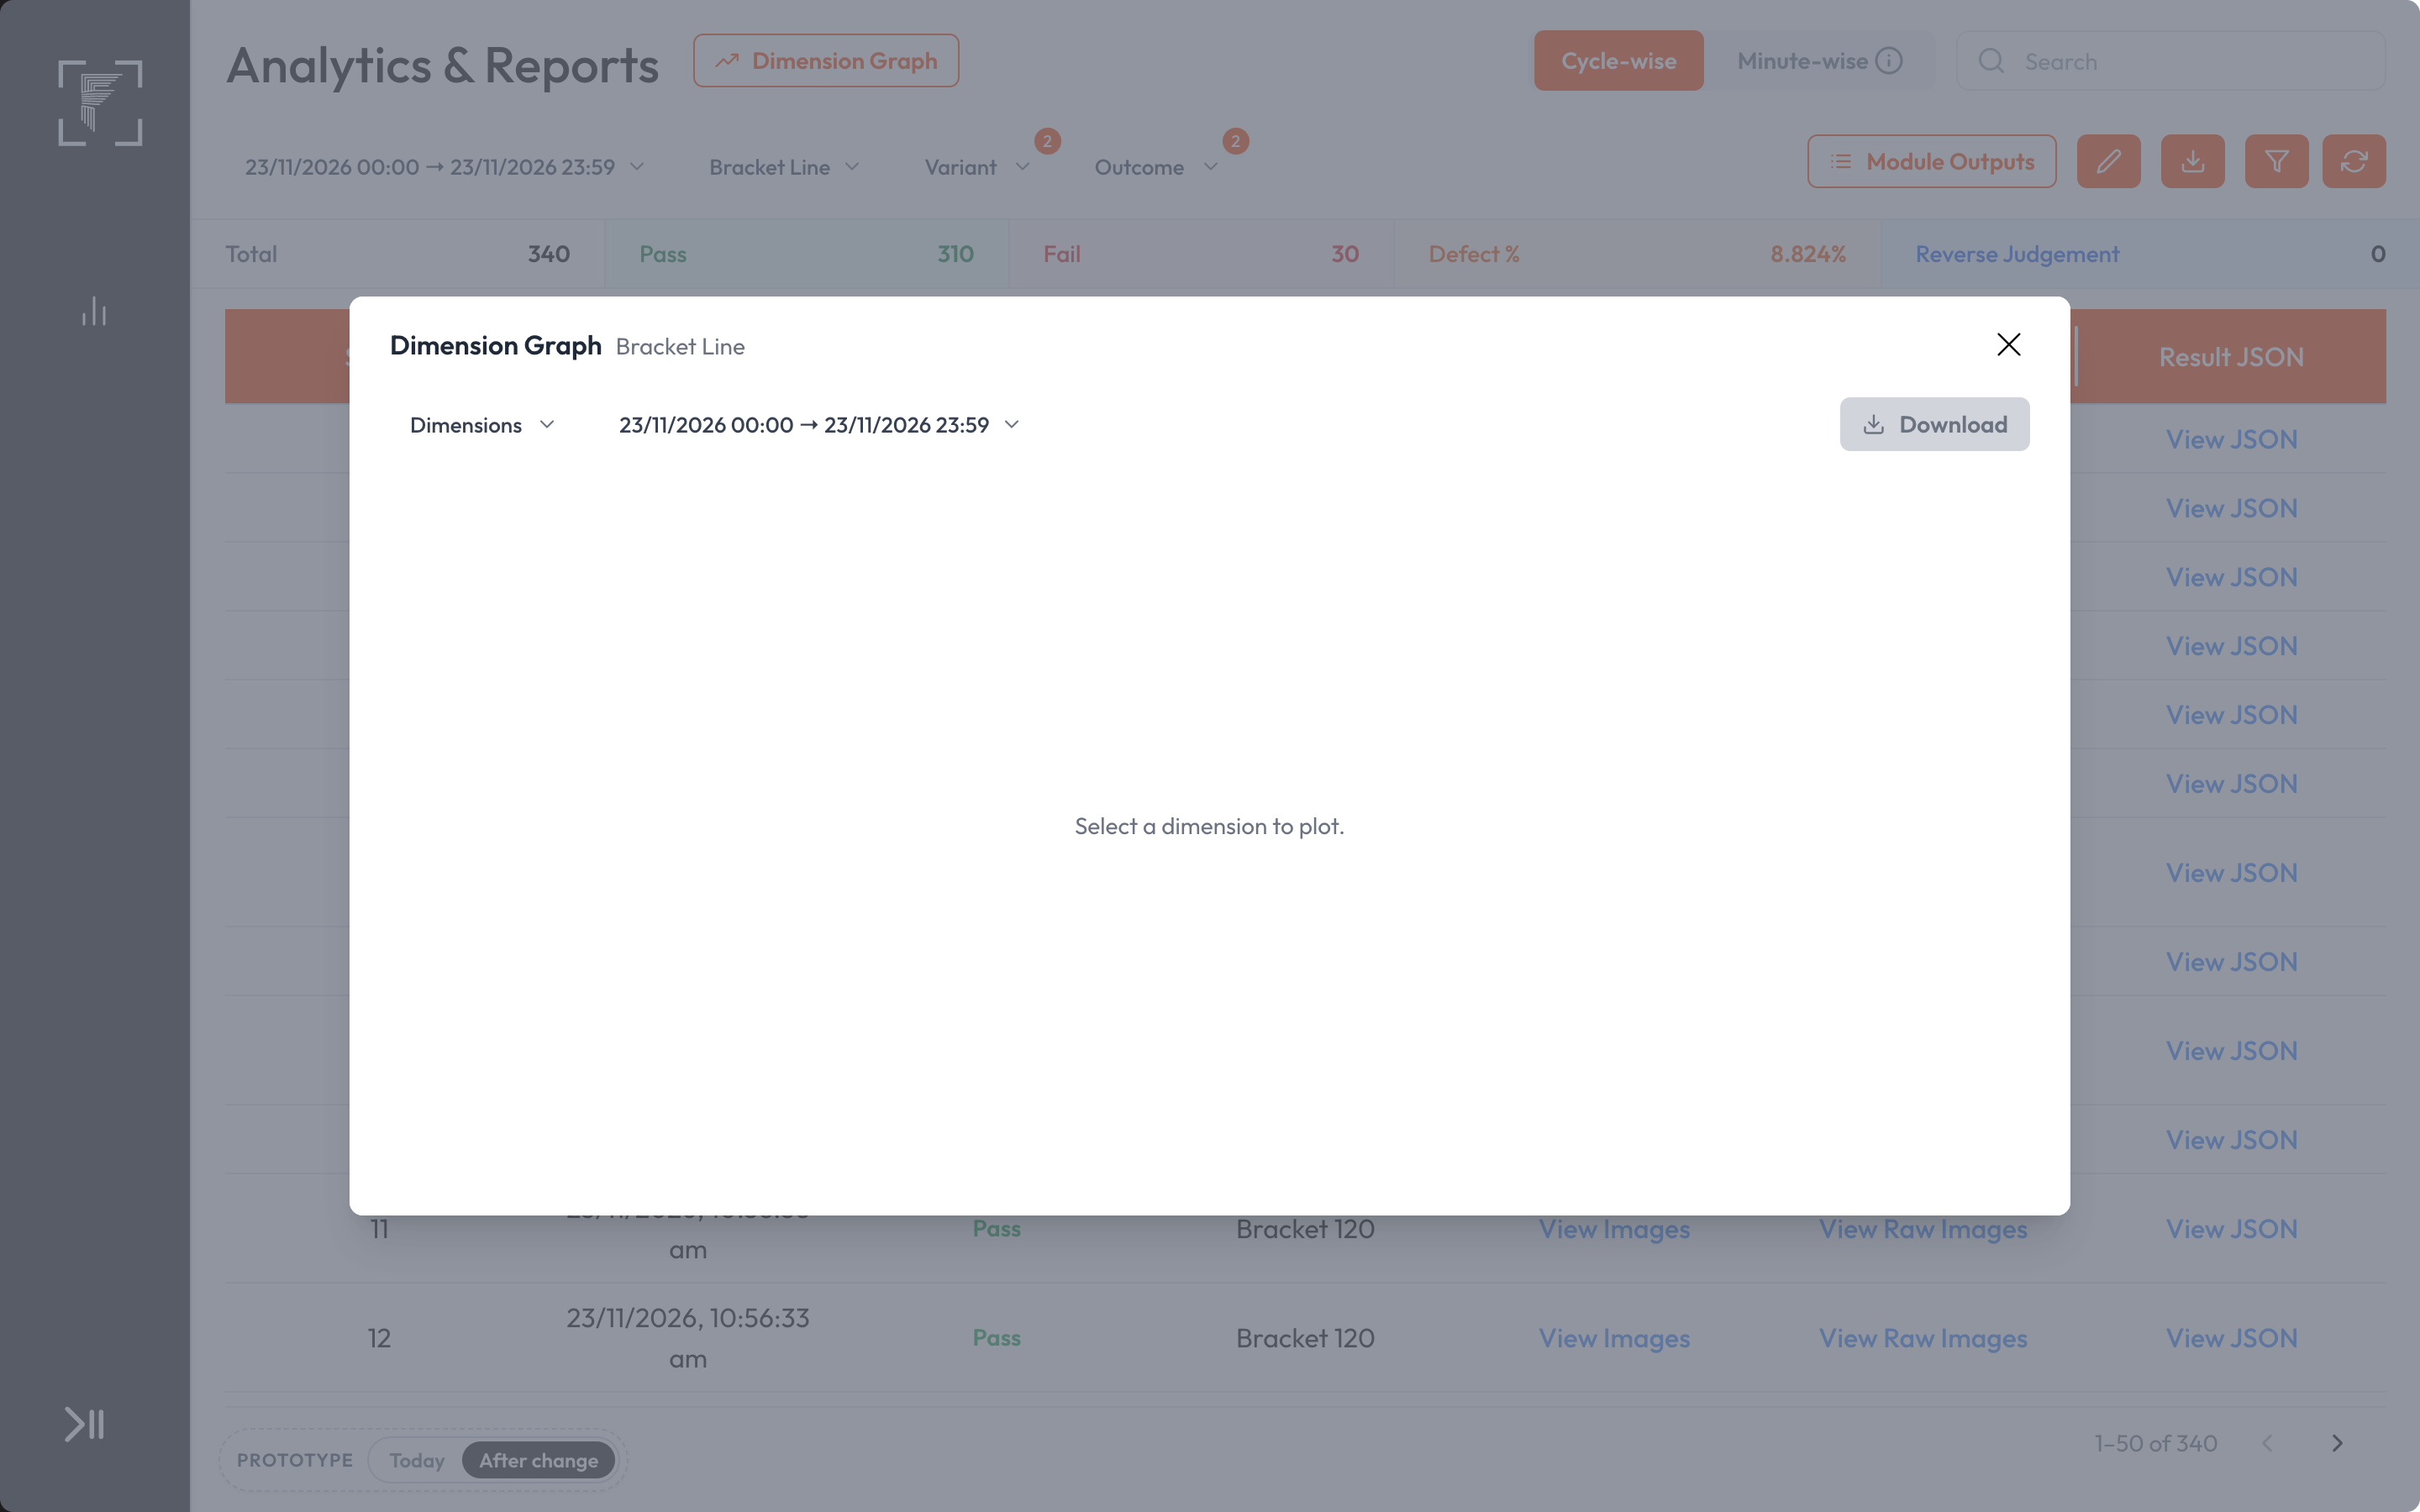 Analytics & Reports
Dimension Graph
Cycle-wise
Minute-wise
Search
23/11/2026 00:00 → 23/11/2026 23:59
Bracket Line
Variant
2
Outcome
2
Module Outputs
Total 340
Pass 310
Fail 30
Defect % 8.824%
Reverse Judgement 0
Result JSON
Dimension Graph Bracket Line
Dimensions
23/11/2026 00:00 → 23/11/2026 23:59
Download
Select a dimension to plot.
View JSON
View JSON
View JSON
View JSON
View JSON
View JSON
View JSON
View JSON
View JSON
View JSON
11
am
Pass
Bracket 120
View Images
View Raw Images
View JSON
12
23/11/2026, 10:56:33
am
Pass
Bracket 120
View Images
View Raw Images
View JSON
PROTOTYPE
Today
After change
1–50 of 340